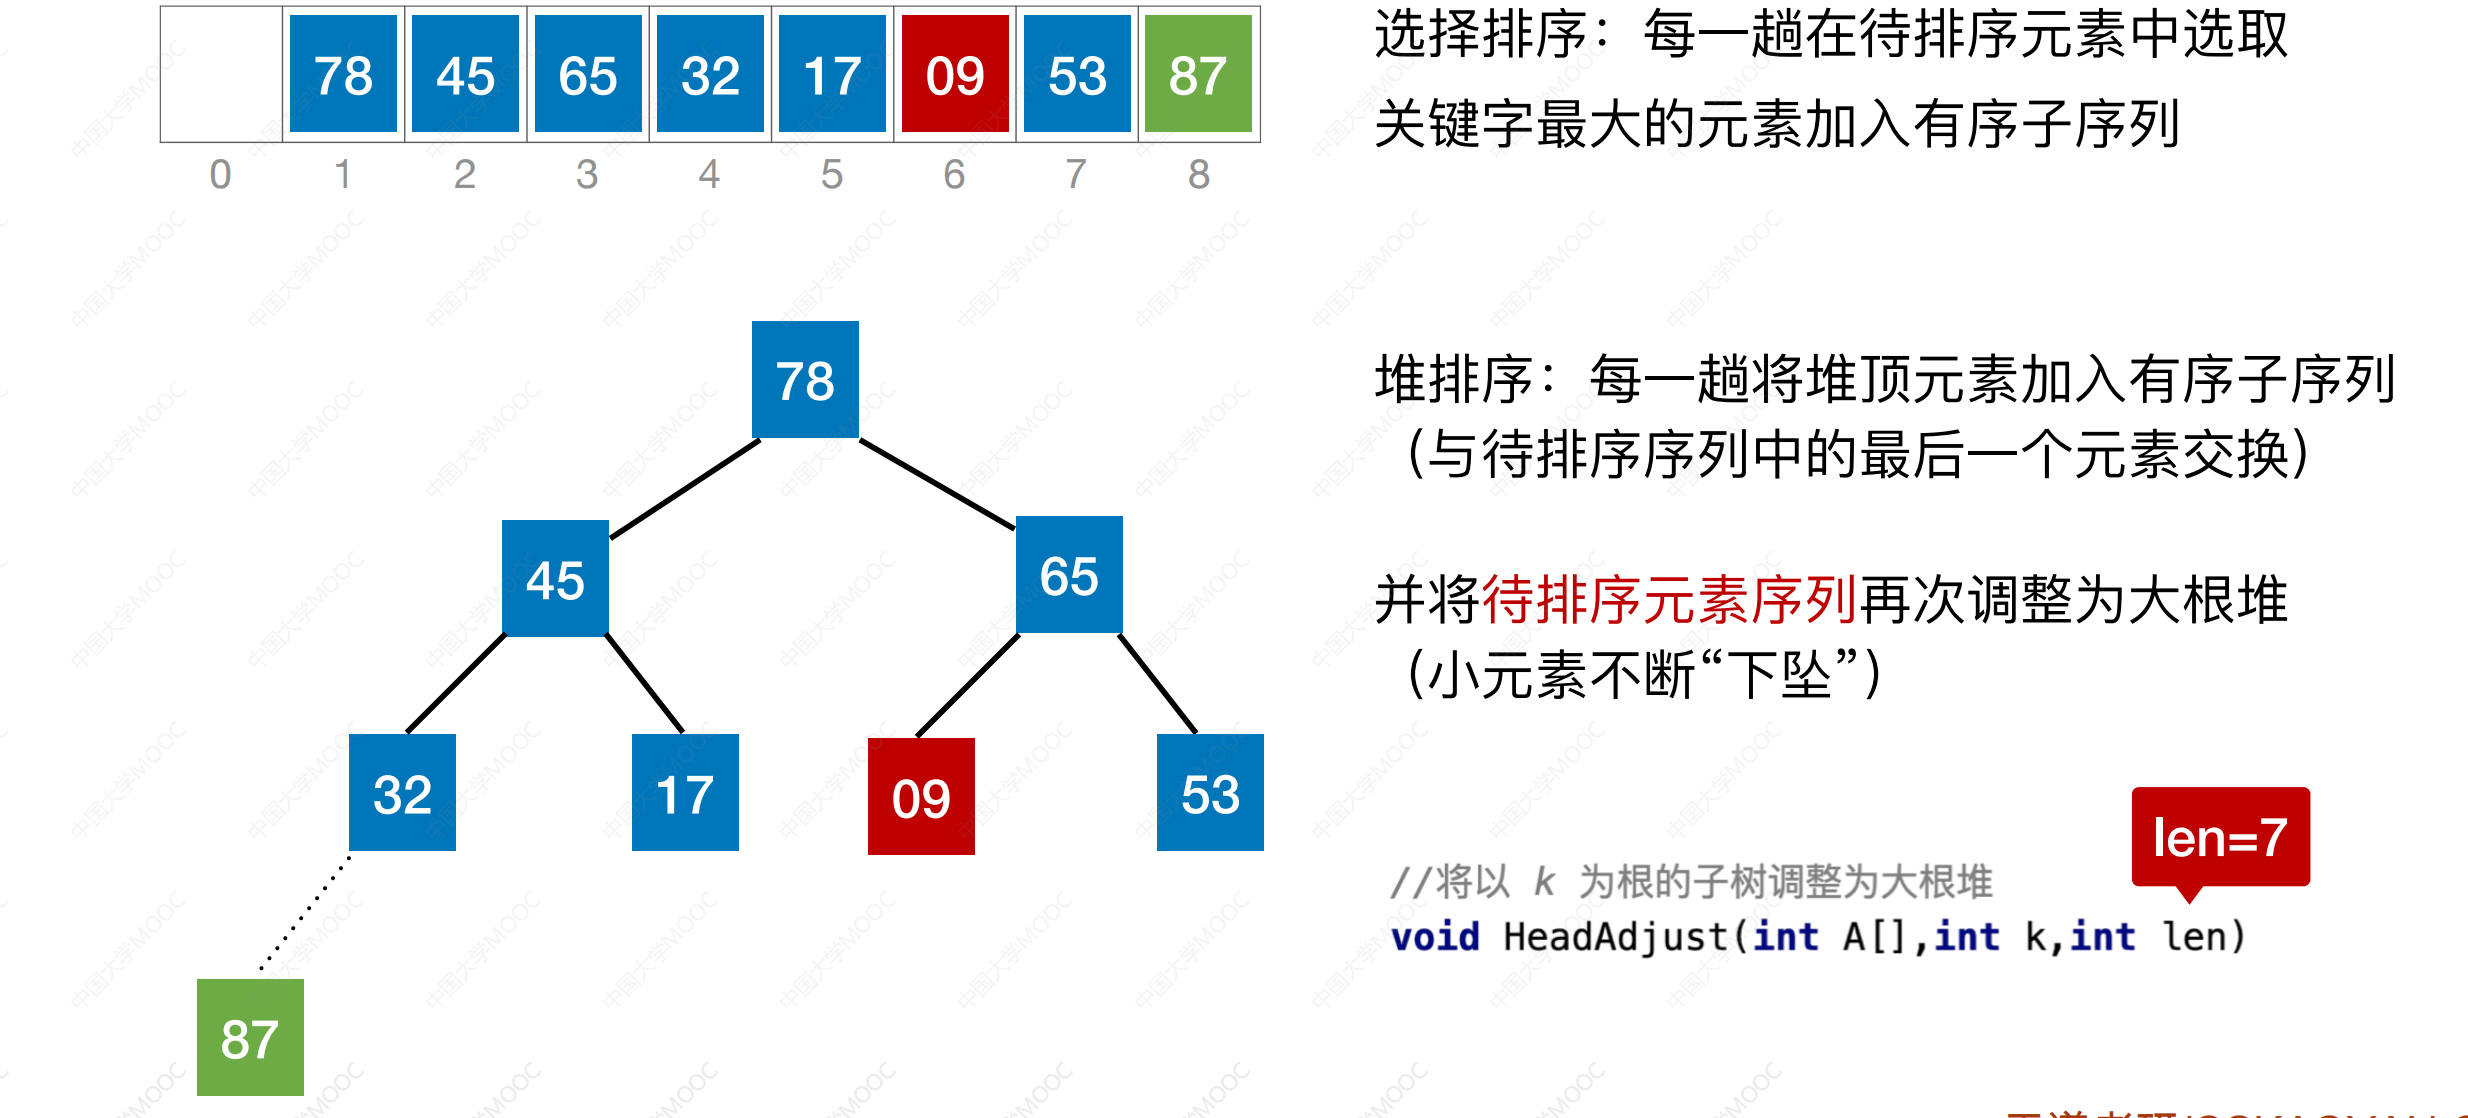 78 45 65 32 17 09 53 87
0 1 2 3 4 5 6 7 8
选择排序：每一趟在待排序元素中选取
关键字最大的元素加入有序子序列
78
45 65
32 17 09 53
87
堆排序：每一趟将堆顶元素加入有序子序列
（与待排序序列中的最后一个元素交换）
并将待排序元素序列再次调整为大根堆
（小元素不断“下坠”）
len=7
//将以 k 为根的子树调整为大根堆
void HeadAdjust(int A[],int k,int len)
中国大学MOOC